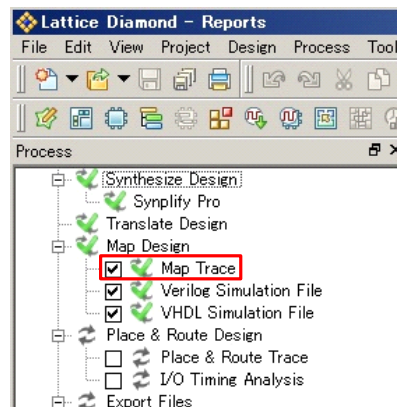 Lattice Diamond - Reports
File Edit View Project Design Process Tool
Process
Synthesize Design
Synplify Pro
Translate Design
Map Design
Map Trace
Verilog Simulation File
VHDL Simulation File
Place & Route Design
Place & Route Trace
I/O Timing Analysis
Export Files